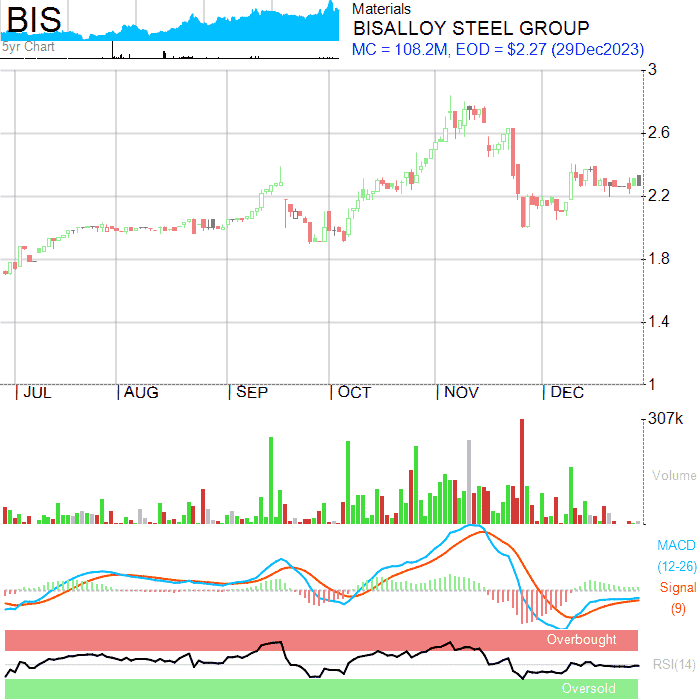 BIS
5yr Chart
Materials
BISALLOY STEEL GROUP
MC = 108.2M, EOD = $2.27 (29Dec2023)
3
2.6
2.2
1.8
1.4
1
JUL AUG SEP OCT NOV DEC
307k
Volume
MACD
(12-26)
Signal
(9)
Overbought
RSI(14)
Oversold